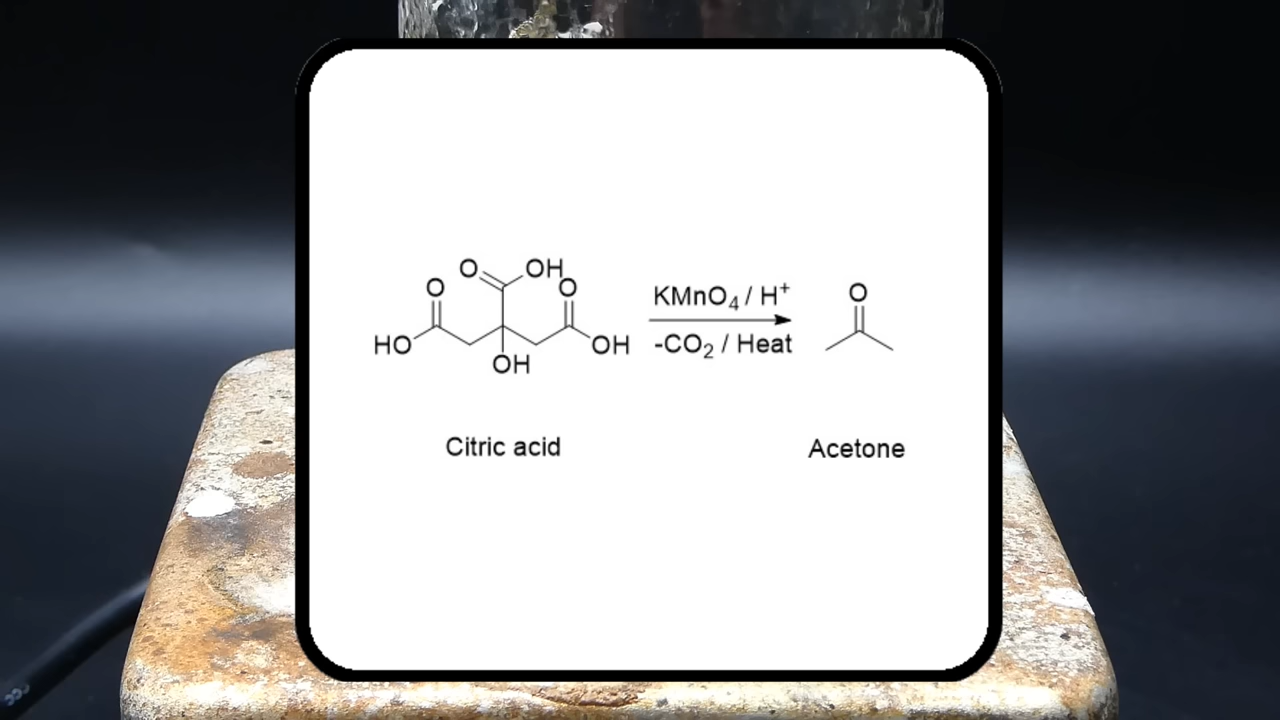 O OH
O O
HO OH
OH
KMnO₄ / H⁺
-CO₂ / Heat
O
Citric acid
Acetone